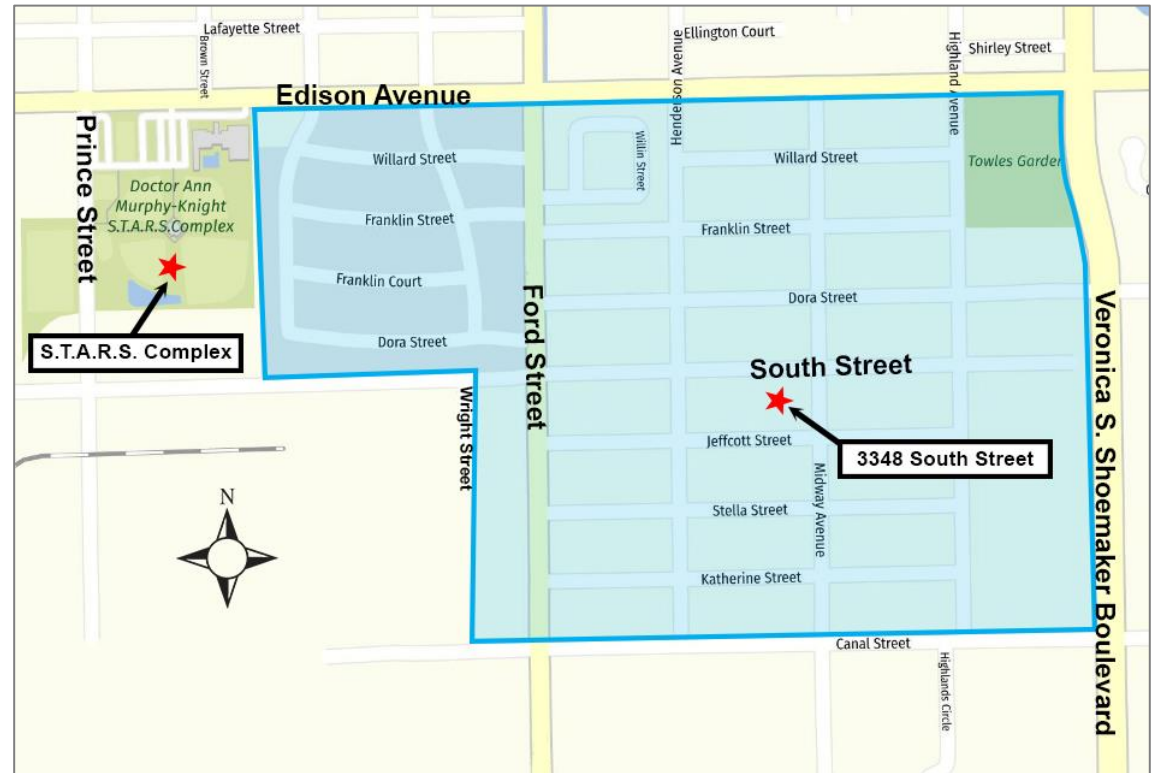 Lafayette Street
Ellington Court
Shirley Street
Brown Street
Henderson Avenue
Highland Avenue
Edison Avenue
Prince Street
Willard Street
Willin Street
Willard Street
Towles Garden
Doctor Ann
Murphy-Knight
S.T.A.R.S.Complex
Franklin Street
Franklin Street
Franklin Court
Dora Street
Ford Street
Veronica S. Shoemaker Boulevard
S.T.A.R.S. Complex
Dora Street
South Street
Wright Street
Jeffcott Street
3348 South Street
Midway Avenue
N
Stella Street
Katherine Street
Canal Street
Highlands Circle